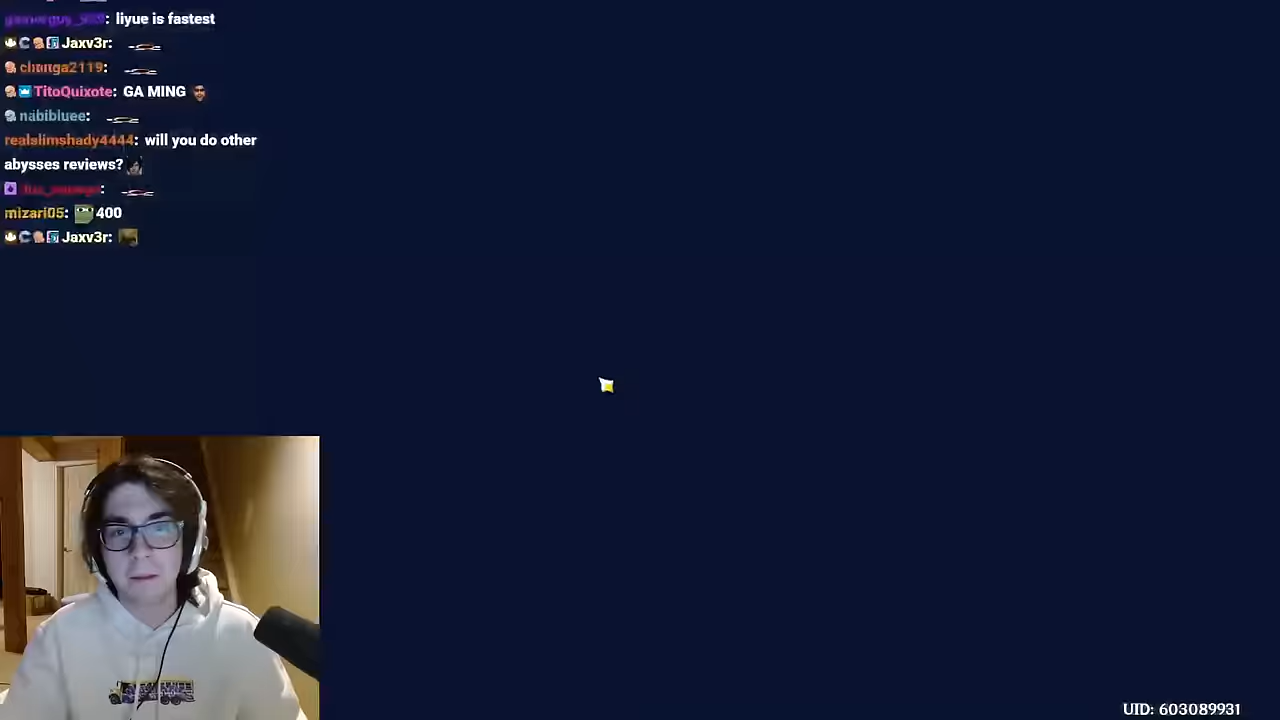 : liyue is fastest
Jaxv3r:
chunga2119:
TitoQuixote: GA MING
nabibluee:
realslimshady4444: will you do other
abysses reviews?
mizari05: 400
Jaxv3r:
UID: 603089931